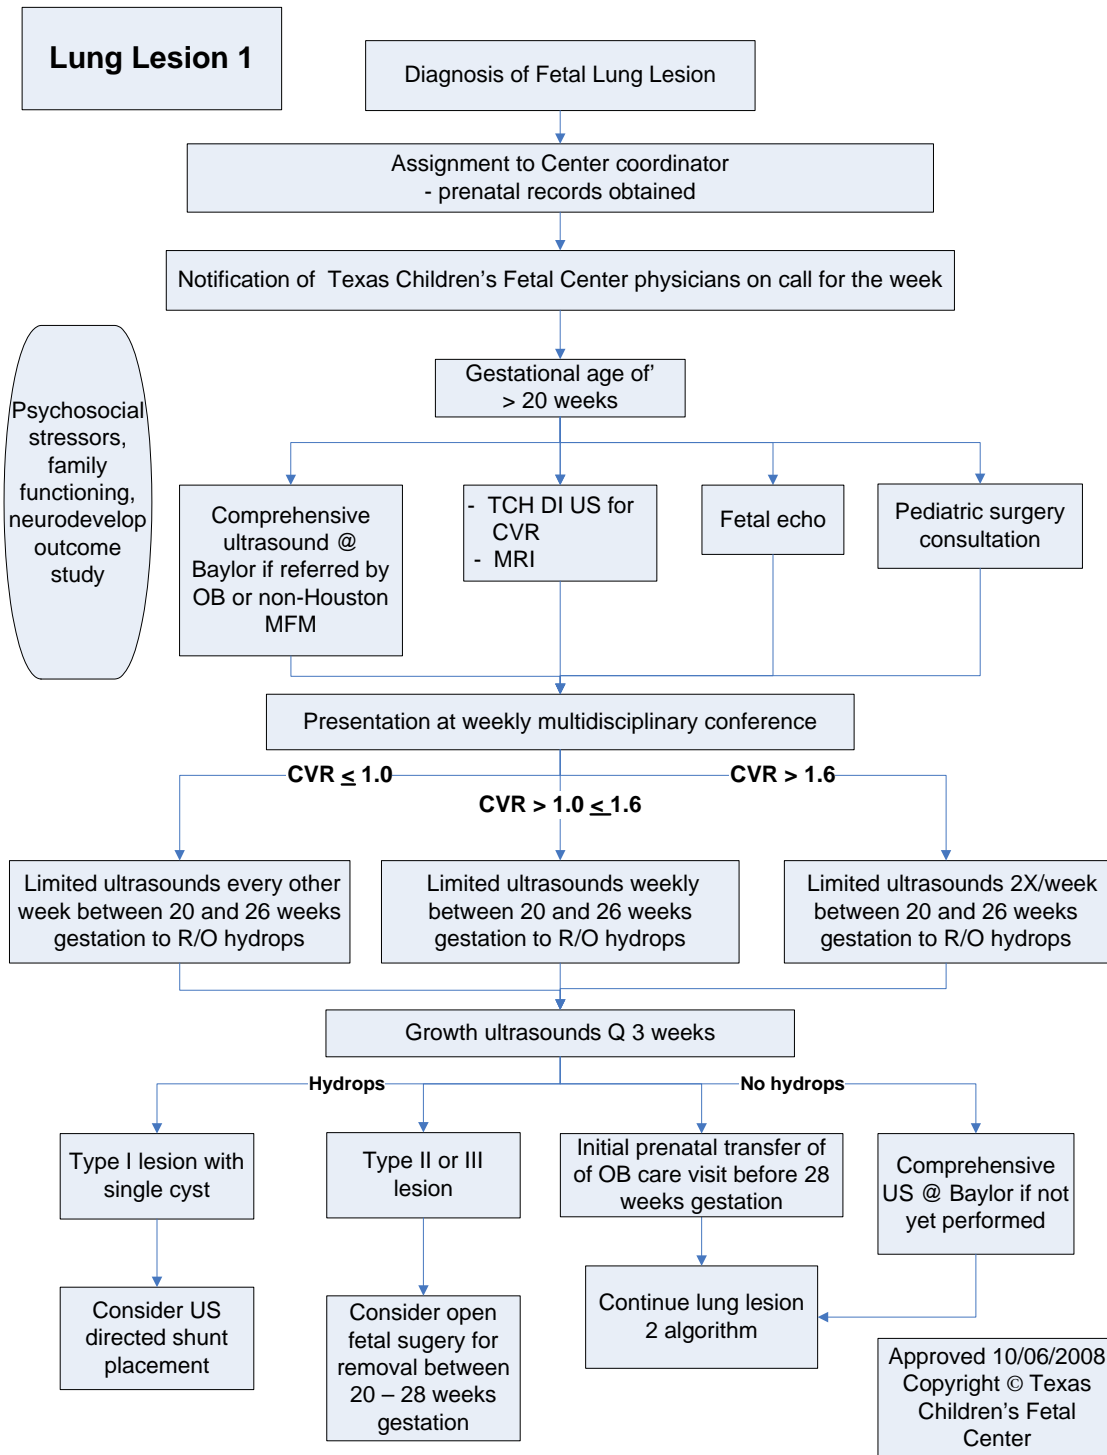 Lung Lesion 1
Diagnosis of Fetal Lung Lesion
Assignment to Center coordinator
- prenatal records obtained
Notification of  Texas Children's Fetal Center physicians on call for the week
Gestational age of'
> 20 weeks
Psychosocial
stressors,
family
functioning,
neurodevelop
outcome
study
Comprehensive
ultrasound @
Baylor if referred by
OB or non-Houston
MFM
- TCH DI US for
CVR
- MRI
Fetal echo
Pediatric surgery
consultation
Presentation at weekly multidisciplinary conference
CVR ≤ 1.0
CVR > 1.0 ≤ 1.6
CVR > 1.6
Limited ultrasounds every other
week between 20 and 26 weeks
gestation to R/O hydrops
Limited ultrasounds weekly
between 20 and 26 weeks
gestation to R/O hydrops
Limited ultrasounds 2X/week
between 20 and 26 weeks
gestation to R/O hydrops
Growth ultrasounds Q 3 weeks
Hydrops
No hydrops
Type I lesion with
single cyst
Type II or III
lesion
Initial prenatal transfer of
of OB care visit before 28
weeks gestation
Comprehensive
US @ Baylor if not
yet performed
Consider US
directed shunt
placement
Consider open
fetal sugery for
removal between
20 – 28 weeks
gestation
Continue lung lesion
2 algorithm
Approved 10/06/2008
Copyright © Texas
Children's Fetal
Center